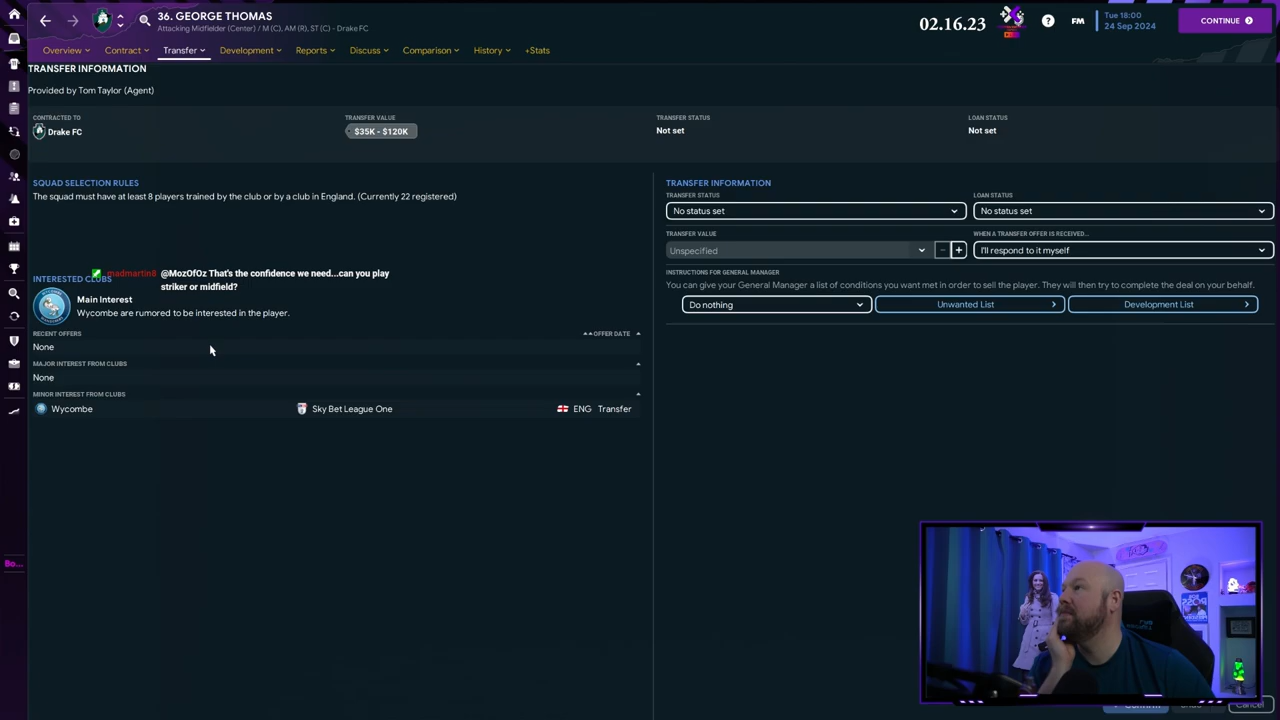 36. GEORGE THOMAS
Attacking Midfielder (Center) / M (C), AM (R), ST (C) - Drake FC
02.16.23
FM
Tue 18:00
24 Sep 2024
CONTINUE
Overview
Contract
Transfer
Development
Reports
Discuss
Comparison
History
+Stats
TRANSFER INFORMATION
Provided by Tom Taylor (Agent)
CONTRACTED TO
Drake FC
TRANSFER VALUE
$35K - $120K
TRANSFER STATUS
Not set
LOAN STATUS
Not set
SQUAD SELECTION RULES
The squad must have at least 8 players trained by the club or by a club in England. (Currently 22 registered)
INTERESTED CLUBS
madmartin8 @MozOfOz That's the confidence we need...can you play
striker or midfield?
Main Interest
Wycombe are rumored to be interested in the player.
RECENT OFFERS
OFFER DATE
None
MAJOR INTEREST FROM CLUBS
None
MINOR INTEREST FROM CLUBS
Wycombe
Sky Bet League One
ENG
Transfer
TRANSFER INFORMATION
TRANSFER STATUS
LOAN STATUS
No status set
No status set
TRANSFER VALUE
WHEN A TRANSFER OFFER IS RECEIVED...
Unspecified
- +
I'll respond to it myself
INSTRUCTIONS FOR GENERAL MANAGER
You can give your General Manager a list of conditions you want met in order to sell the player. They will then try to complete the deal on your behalf.
Do nothing
Unwanted List
Development List
Bo...
ROSS
Cancel